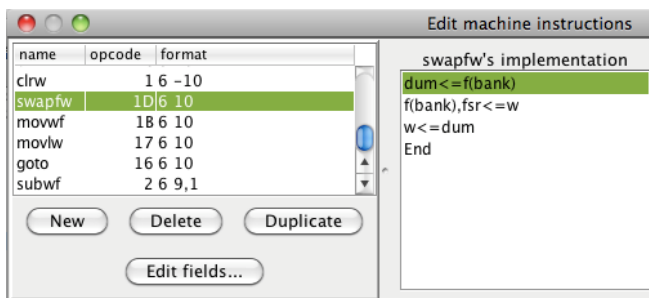 Edit machine instructions
name opcode format
clrw 1 6 -10
swapfw 1D 6 10
movwf 1B 6 10
movlw 17 6 10
goto 16 6 10
subwf 2 6 9,1
New Delete Duplicate
Edit fields...
swapfw's implementation
dum<=f(bank)
f(bank),fsr<=w
w<=dum
End